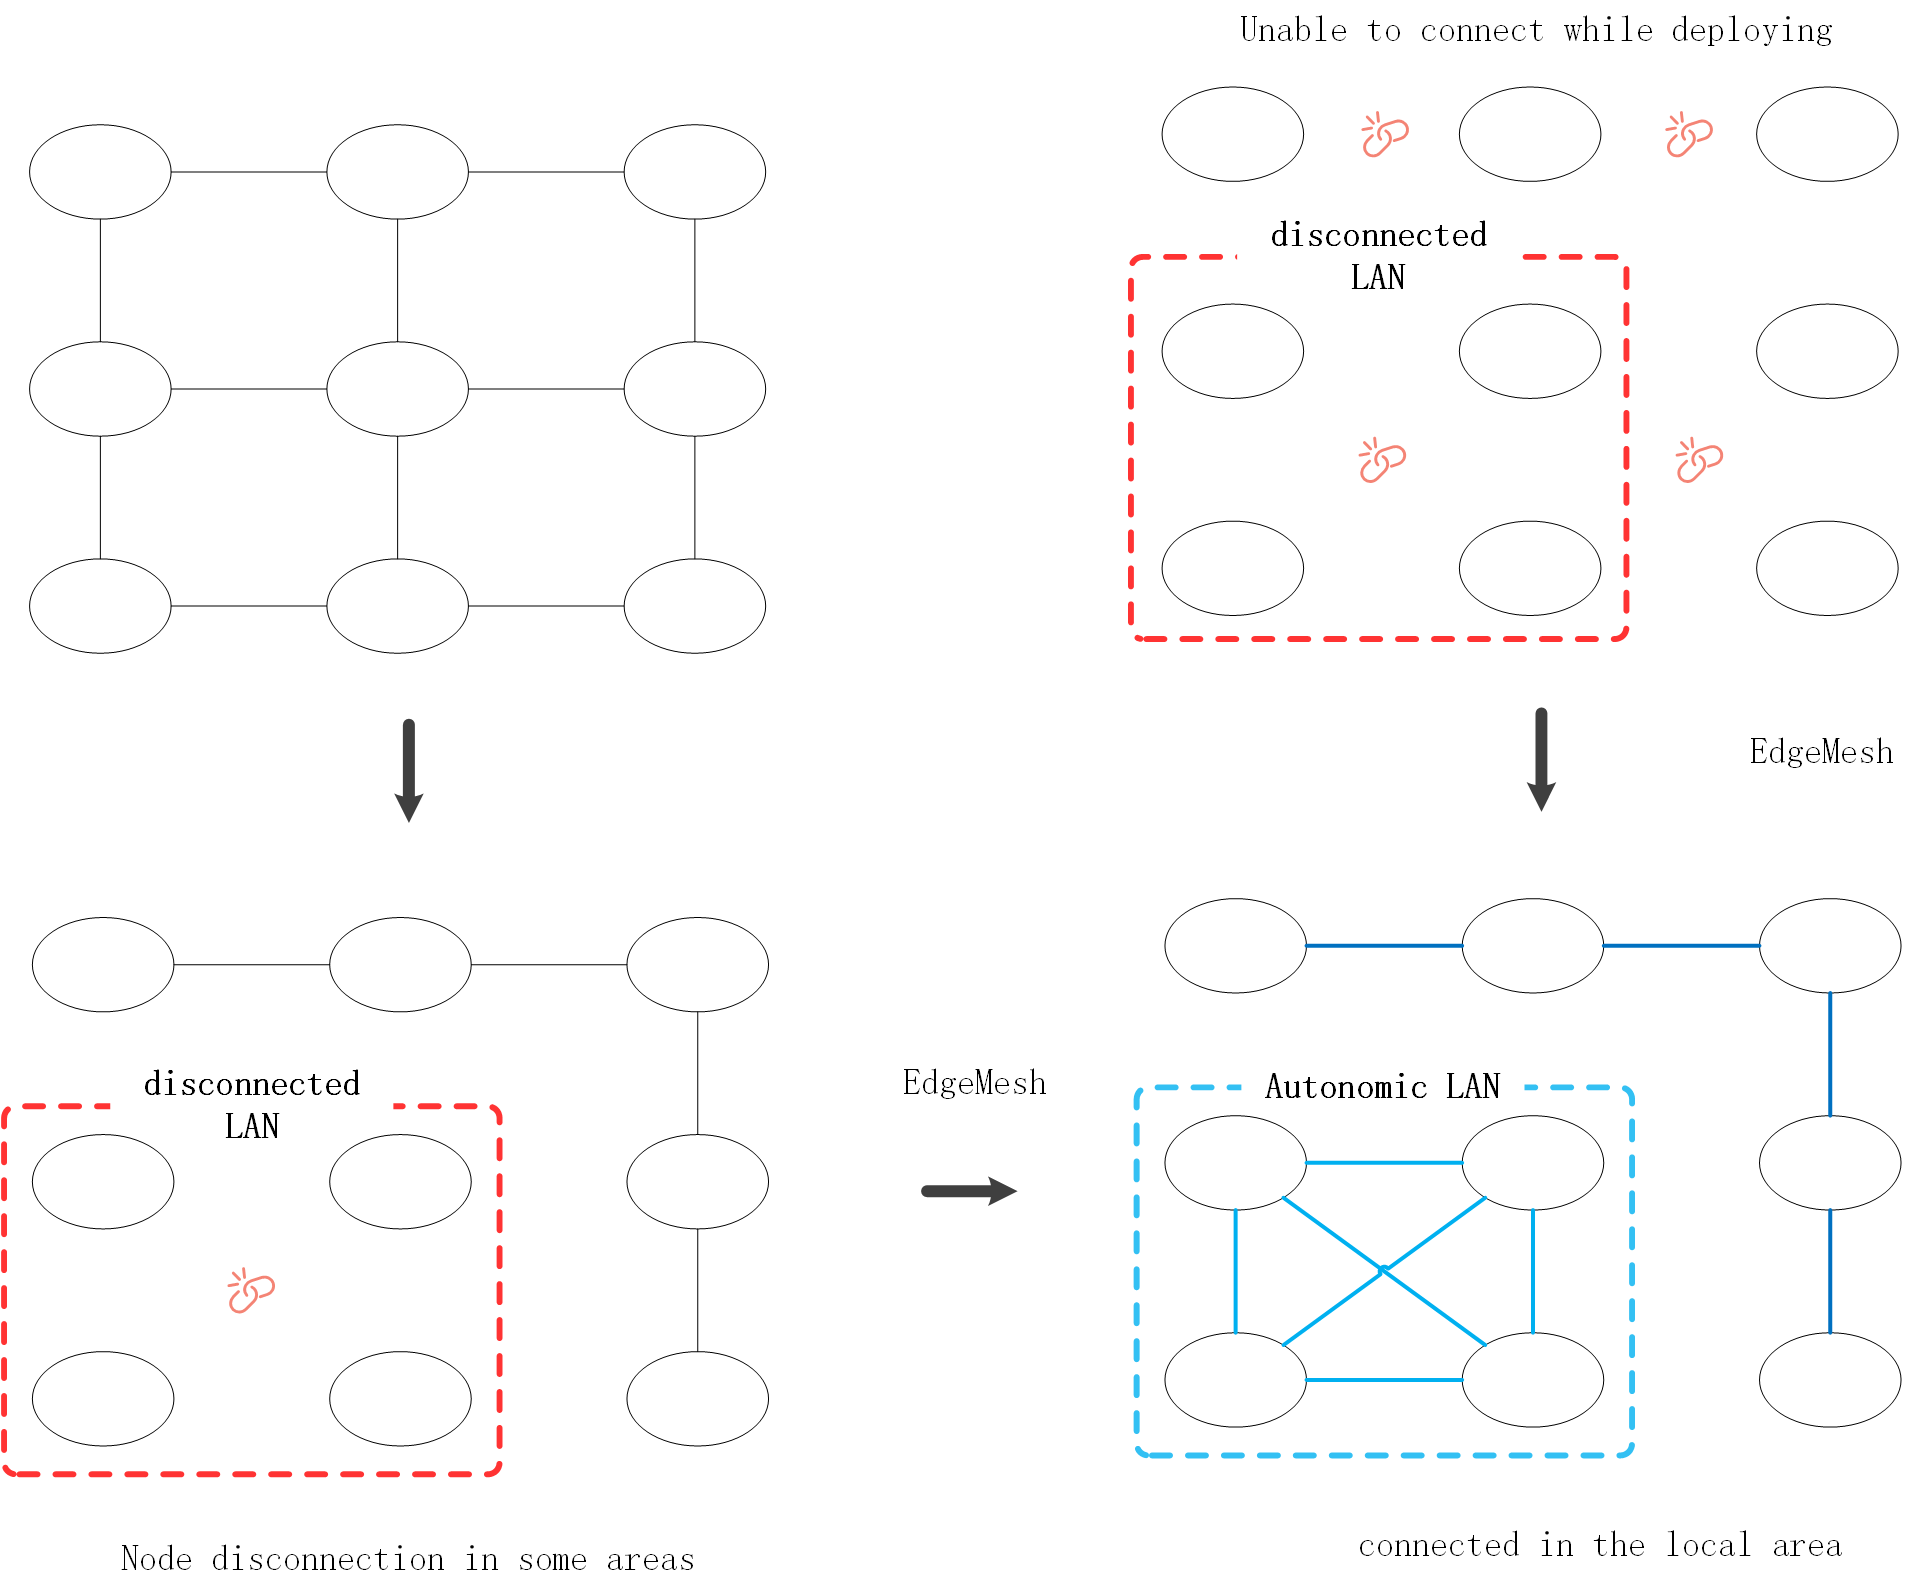 Unable to connect while deploying
disconnected
LAN
EdgeMesh
disconnected
LAN
EdgeMesh
Autonomic LAN
Node disconnection in some areas
connected in the local area